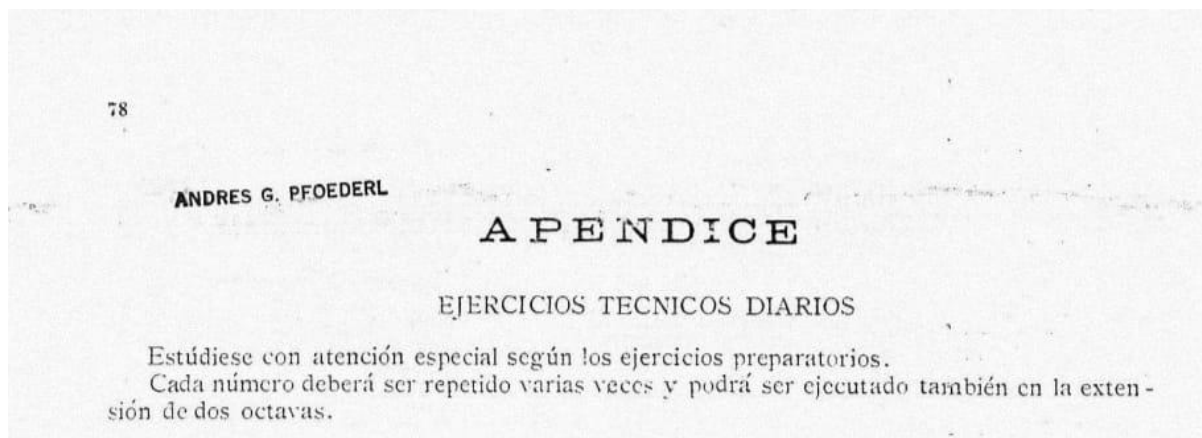 78
ANDRES G. PFOEDERL
APENDICE
EJERCICIOS TECNICOS DIARIOS
Estúdiese con atención especial según los ejercicios preparatorios.
Cada número deberá ser repetido varias veces y podrá ser ejecutado también en la exten-
sión de dos octavas.